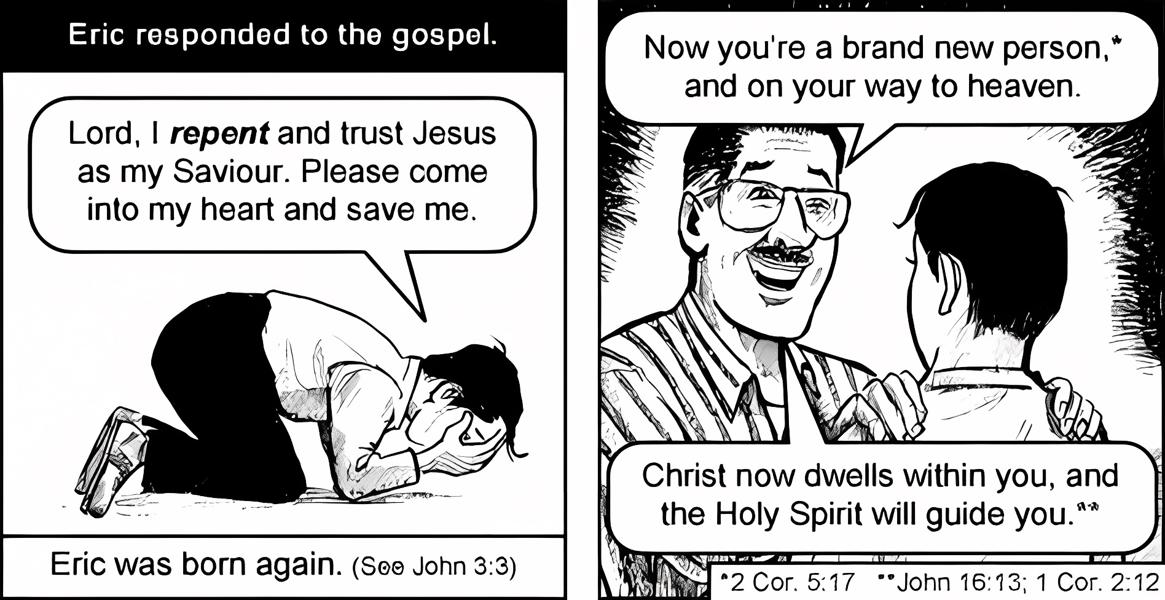 Eric responded to the gospel.
Lord, I repent and trust Jesus
as my Saviour. Please come
into my heart and save me.
Eric was born again. (See John 3:3)
Now you're a brand new person,*
and on your way to heaven.
Christ now dwells within you, and
the Holy Spirit will guide you.**
*2 Cor. 5:17 **John 16:13; 1 Cor. 2:12